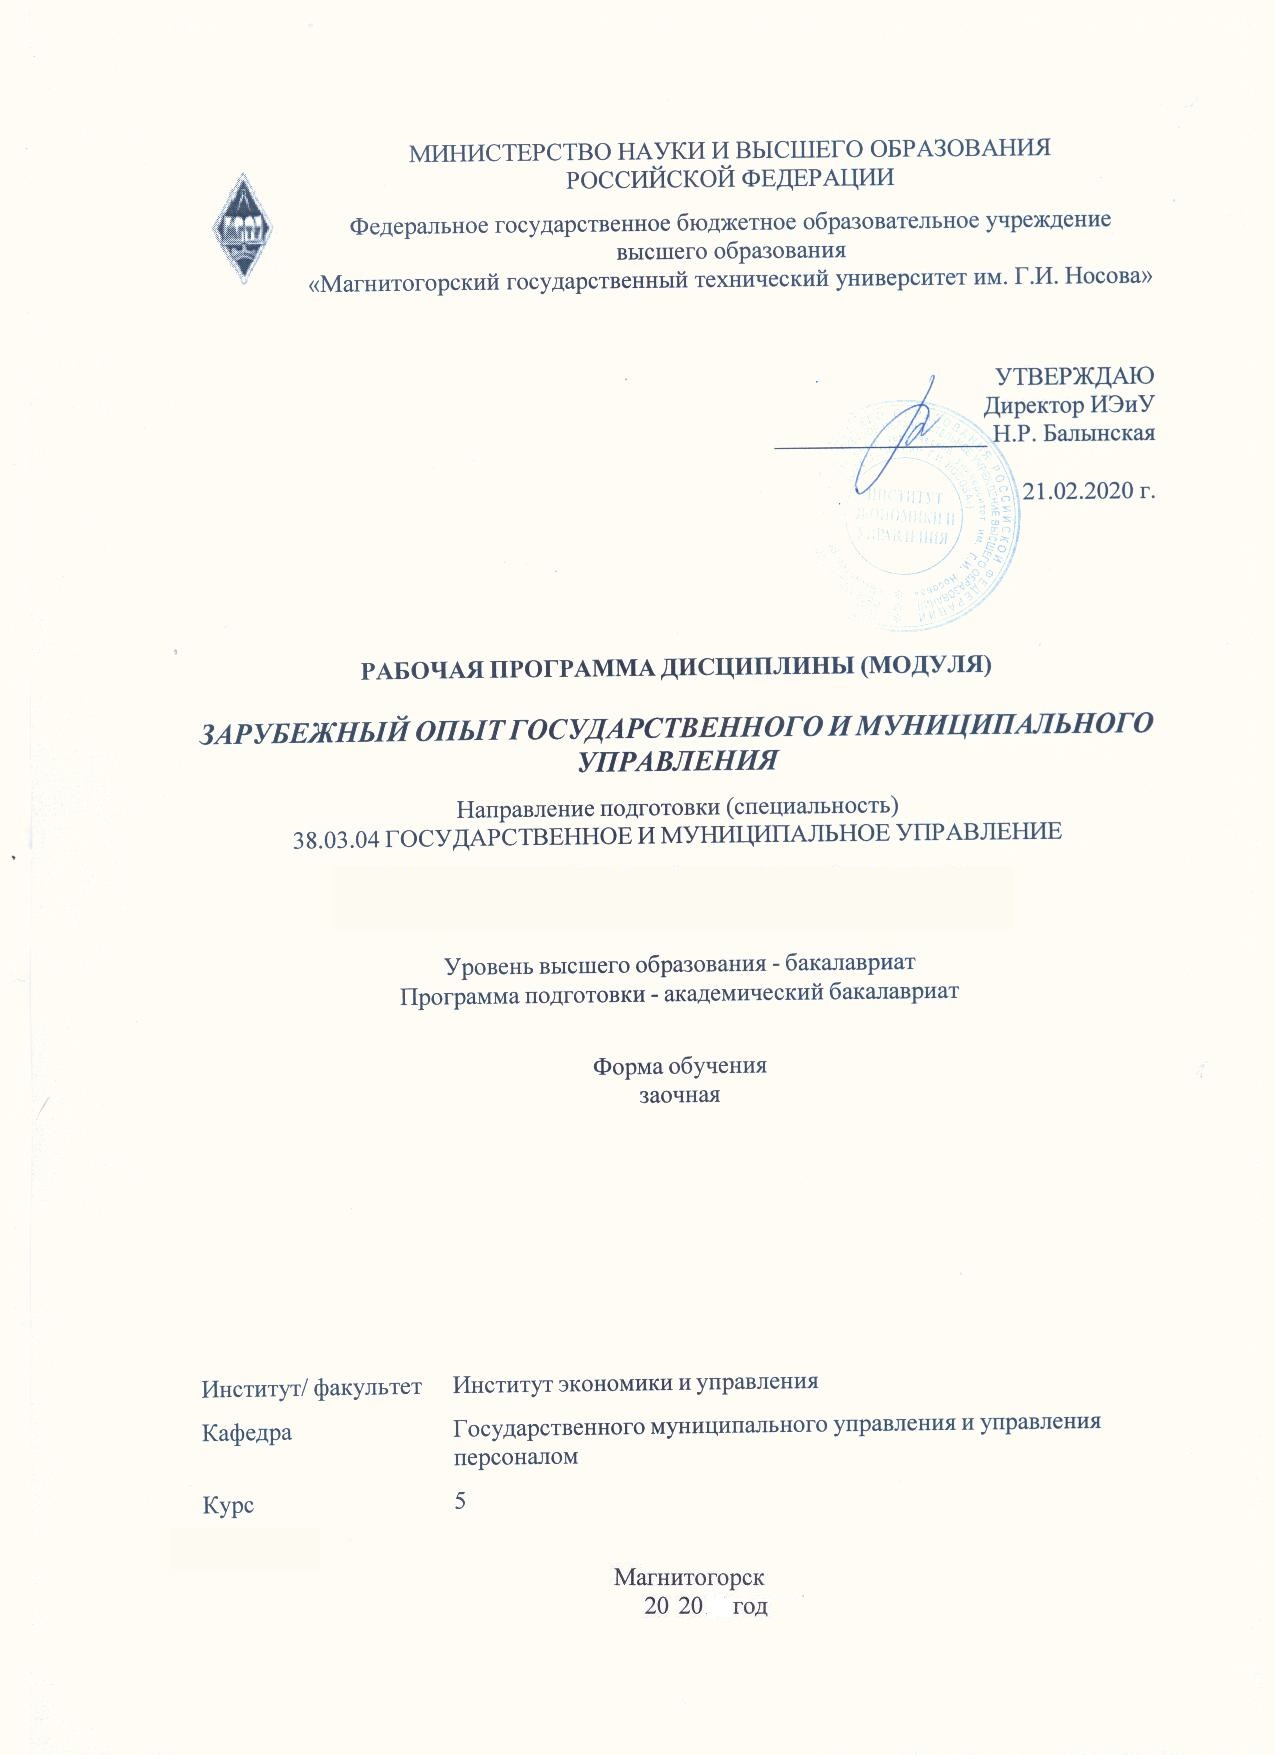 МИНИСТЕРСТВО НАУКИ И ВЫСШЕГО ОБРАЗОВАНИЯ
РОССИЙСКОЙ ФЕДЕРАЦИИ
Федеральное государственное бюджетное образовательное учреждение
высшего образования
«Магнитогорский государственный технический университет им. Г.И. Носова»
УТВЕРЖДАЮ
Директор ИЭиУ
Н.Р. Балынская
21.02.2020 г.
ИНСТИТУТ
ЭКОНОМИКИ И
УПРАВЛЕНИЯ
РАБОЧАЯ ПРОГРАММА ДИСЦИПЛИНЫ (МОДУЛЯ)
ЗАРУБЕЖНЫЙ ОПЫТ ГОСУДАРСТВЕННОГО И МУНИЦИПАЛЬНОГО
УПРАВЛЕНИЯ
Направление подготовки (специальность)
38.03.04 ГОСУДАРСТВЕННОЕ И МУНИЦИПАЛЬНОЕ УПРАВЛЕНИЕ
Уровень высшего образования - бакалавриат
Программа подготовки - академический бакалавриат
Форма обучения
заочная
Институт/ факультет Институт экономики и управления
Кафедра Государственного муниципального управления и управления
персоналом
Курс 5
Магнитогорск
20 20 год